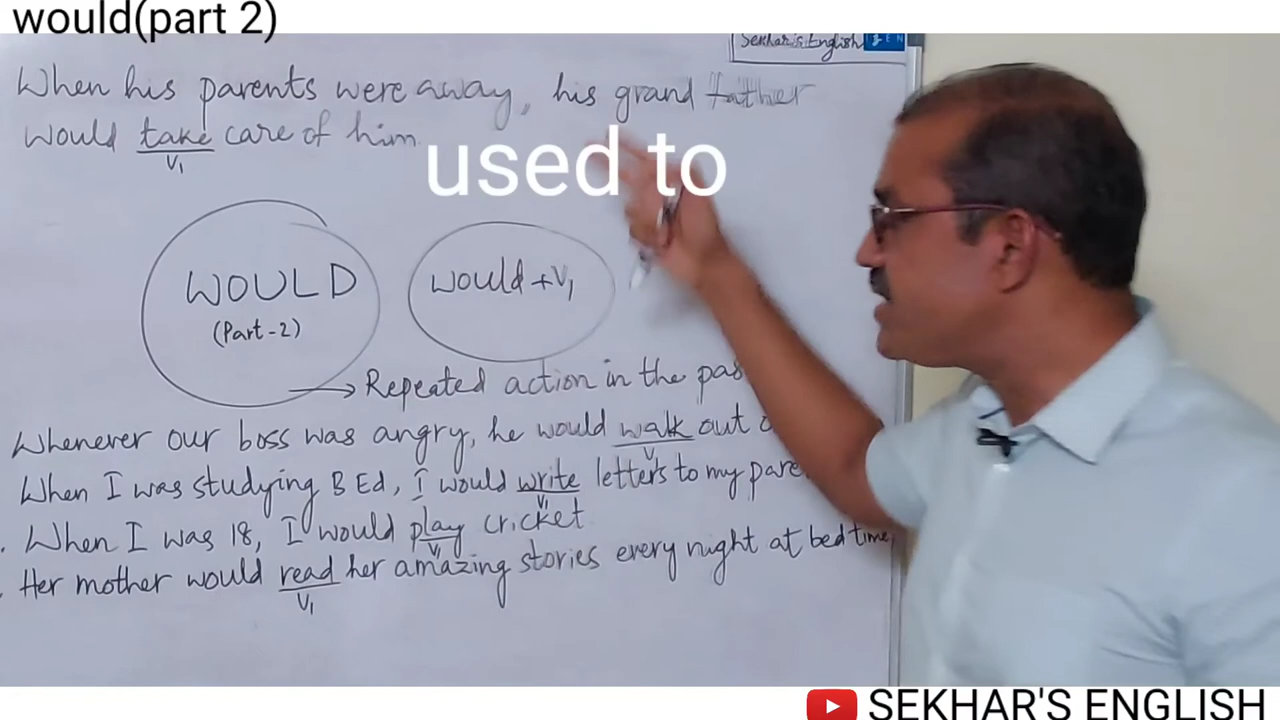 would(part 2)
Sekhar's English
When his parents were away, his grand father
would take care of him
V1
used to
WOULD
(Part-2)
would + V1
Repeated action in the pas
Whenever our boss was angry, he would walk out o
V1
When I was studying B Ed, I would write letters to my pare
V1
When I was 18, I would play cricket
V1
Her mother would read her amazing stories every night at bed time,
V1
SEKHAR'S ENGLISH